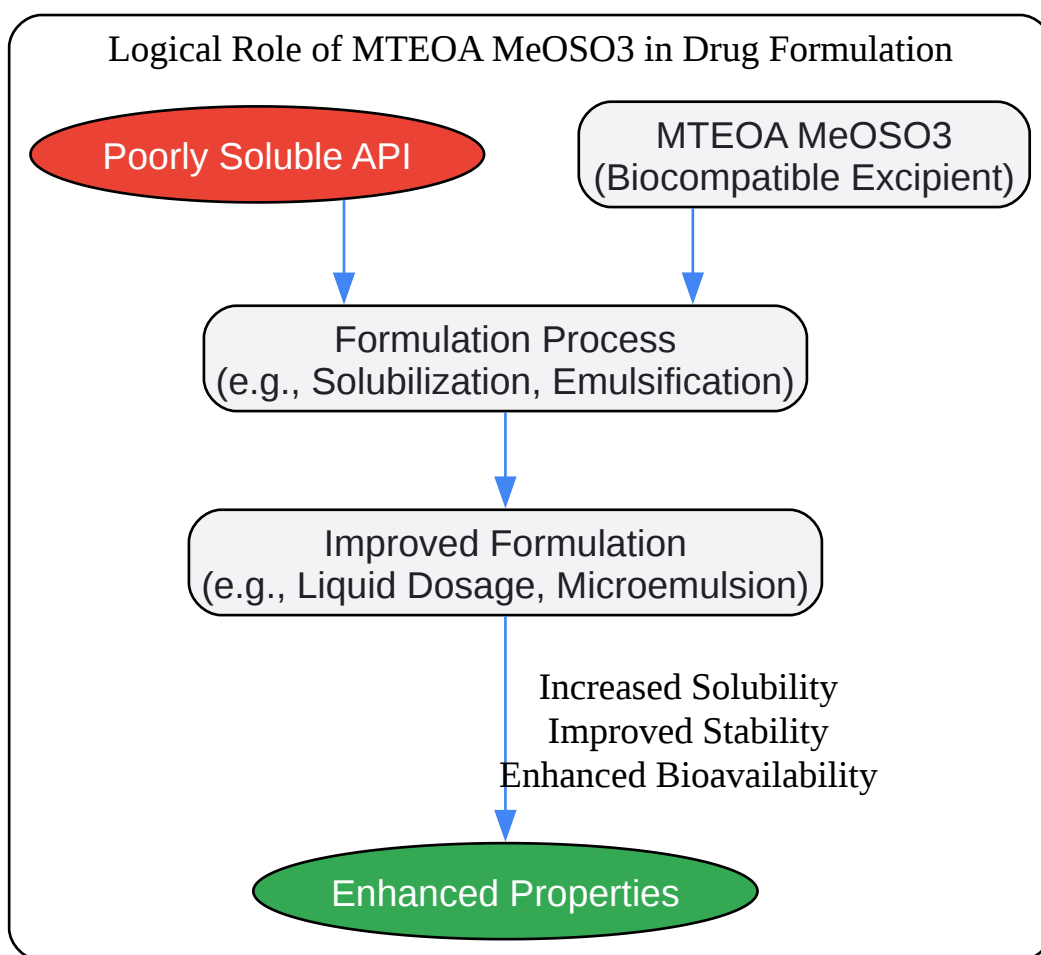 Logical Role of MTEOA MeOSO3 in Drug Formulation
Poorly Soluble API
MTEOA MeOSO3
(Biocompatible Excipient)
Formulation Process
(e.g., Solubilization, Emulsification)
Improved Formulation
(e.g., Liquid Dosage, Microemulsion)
Increased Solubility
Improved Stability
Enhanced Bioavailability
Enhanced Properties